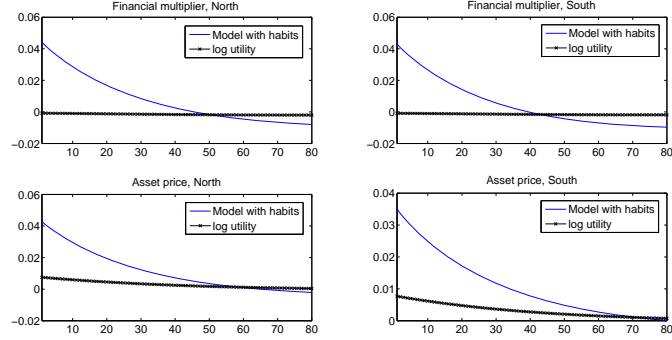 Financial multiplier, North
0.06
0.04
0.02
0
−0.02
Model with habits
log utility
10 20 30 40 50 60 70 80
Financial multiplier, South
0.06
0.04
0.02
0
−0.02
Model with habits
log utility
10 20 30 40 50 60 70 80
Asset price, North
0.06
0.04
0.02
0
−0.02
Model with habits
log utility
10 20 30 40 50 60 70 80
Asset price, South
0.04
0.03
0.02
0.01
0
Model with habits
log utility
10 20 30 40 50 60 70 80